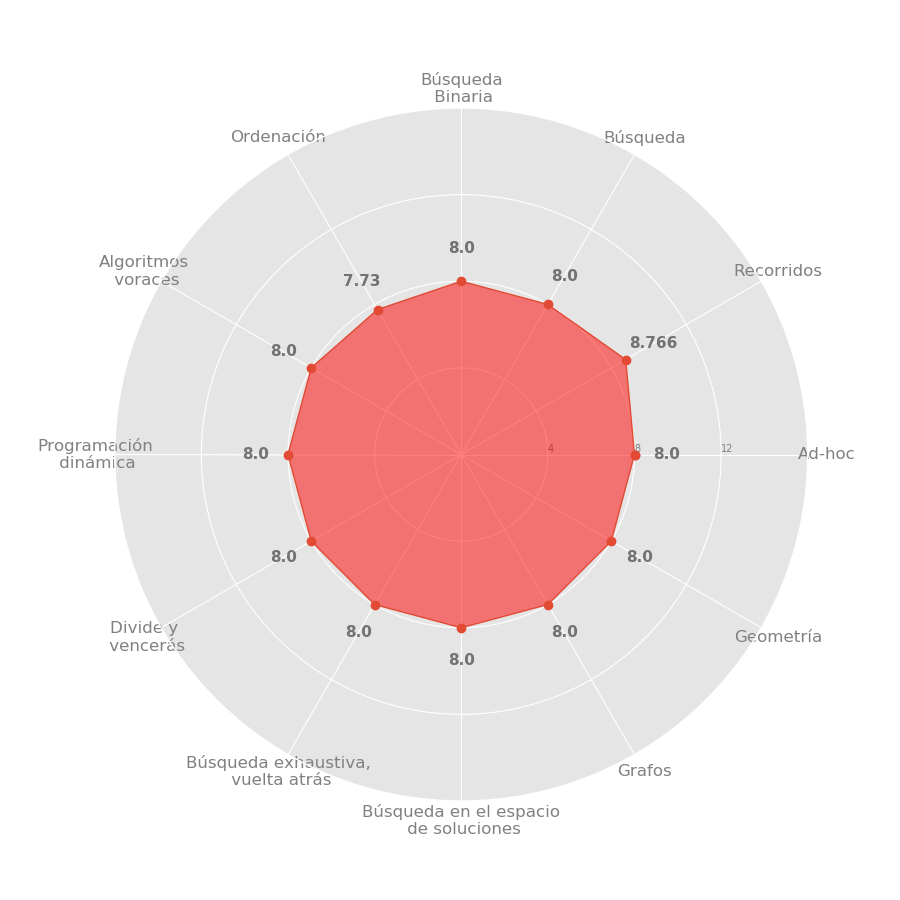 Búsqueda
Binaria
Ordenación
Búsqueda
8.0
Algoritmos
voraces
7.73
8.0
Recorridos
8.0
8.766
Programación
dinámica
8.0
4
8
12
8.0
Ad-hoc
8.0
8.0
Divide y
vencerás
8.0
8.0
8.0
Geometría
Búsqueda exhaustiva,
vuelta atrás
Grafos
Búsqueda en el espacio
de soluciones